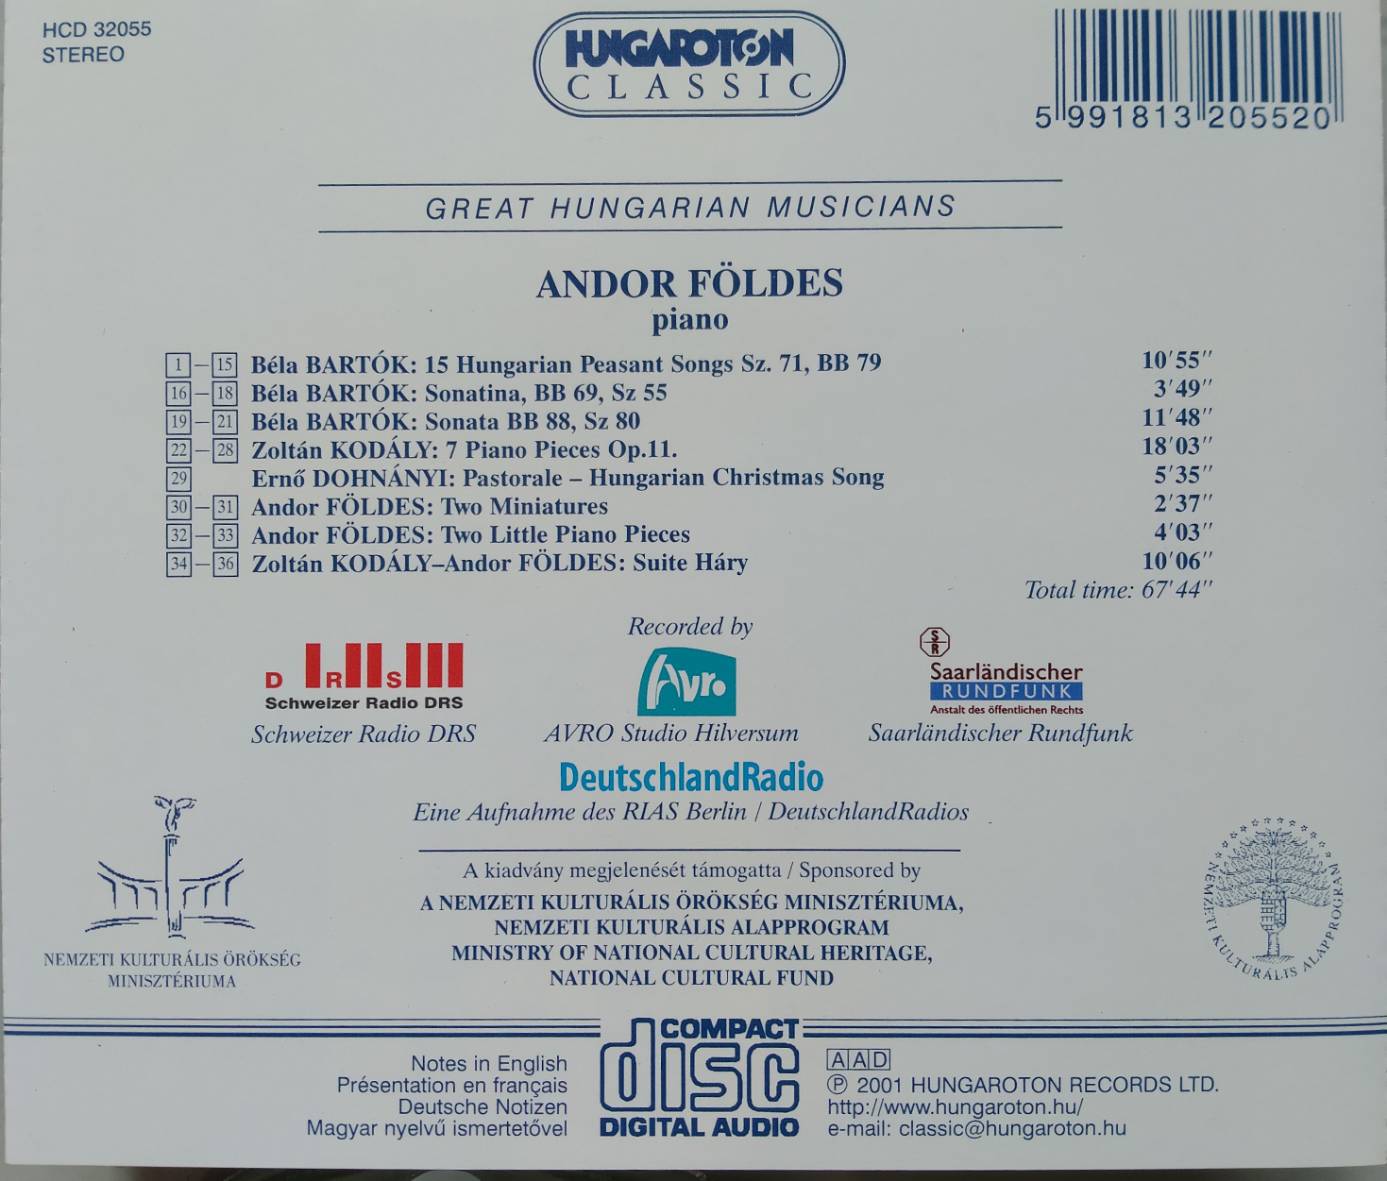 HCD 32055
STEREO
HUNGAROTON
CLASSIC
5 991813 205520
GREAT HUNGARIAN MUSICIANS
ANDOR FÖLDES
piano
1 – 15 Béla BARTÓK: 15 Hungarian Peasant Songs Sz. 71, BB 79 10'55''
16 – 18 Béla BARTÓK: Sonatina, BB 69, Sz 55 3'49''
19 – 21 Béla BARTÓK: Sonata BB 88, Sz 80 11'48''
22 – 28 Zoltán KODÁLY: 7 Piano Pieces Op.11. 18'03''
29 Ernő DOHNÁNYI: Pastorale – Hungarian Christmas Song 5'35''
30 – 31 Andor FÖLDES: Two Miniatures 2'37''
32 – 33 Andor FÖLDES: Two Little Piano Pieces 4'03''
34 – 36 Zoltán KODÁLY–Andor FÖLDES: Suite Háry 10'06''
Total time: 67'44''
Recorded by
D R S
Schweizer Radio DRS
Schweizer Radio DRS
Avro
AVRO Studio Hilversum
SR
Saarländischer
RUNDFUNK
Anstalt des öffentlichen Rechts
Saarländischer Rundfunk
DeutschlandRadio
Eine Aufnahme des RIAS Berlin / DeutschlandRadios
A kiadvány megjelenését támogatta / Sponsored by
A NEMZETI KULTURÁLIS ÖRÖKSÉG MINISZTÉRIUMA,
NEMZETI KULTURÁLIS ALAPPROGRAM
MINISTRY OF NATIONAL CULTURAL HERITAGE,
NATIONAL CULTURAL FUND
NEMZETI KULTURÁLIS ÖRÖKSÉG
MINISZTÉRIUMA
NEMZETI KULTURÁLIS ALAPPROGRAM
Notes in English
Présentation en français
Deutsche Notizen
Magyar nyelvű ismertetővel
COMPACT
disc
DIGITAL AUDIO
AAD
℗ 2001 HUNGAROTON RECORDS LTD.
http://www.hungaroton.hu/
e-mail: classic@hungaroton.hu